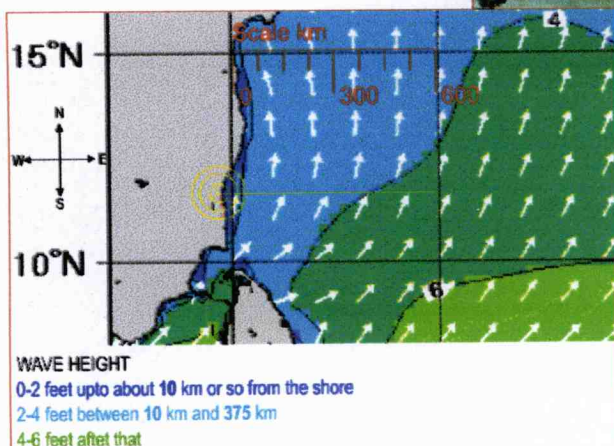 4
15°N
Scale km
0 300 600
N
W E
S
10°N
6
WAVE HEIGHT
0-2 feet upto about 10 km or so from the shore
2-4 feet between 10 km and 375 km
4-6 feet aftet that